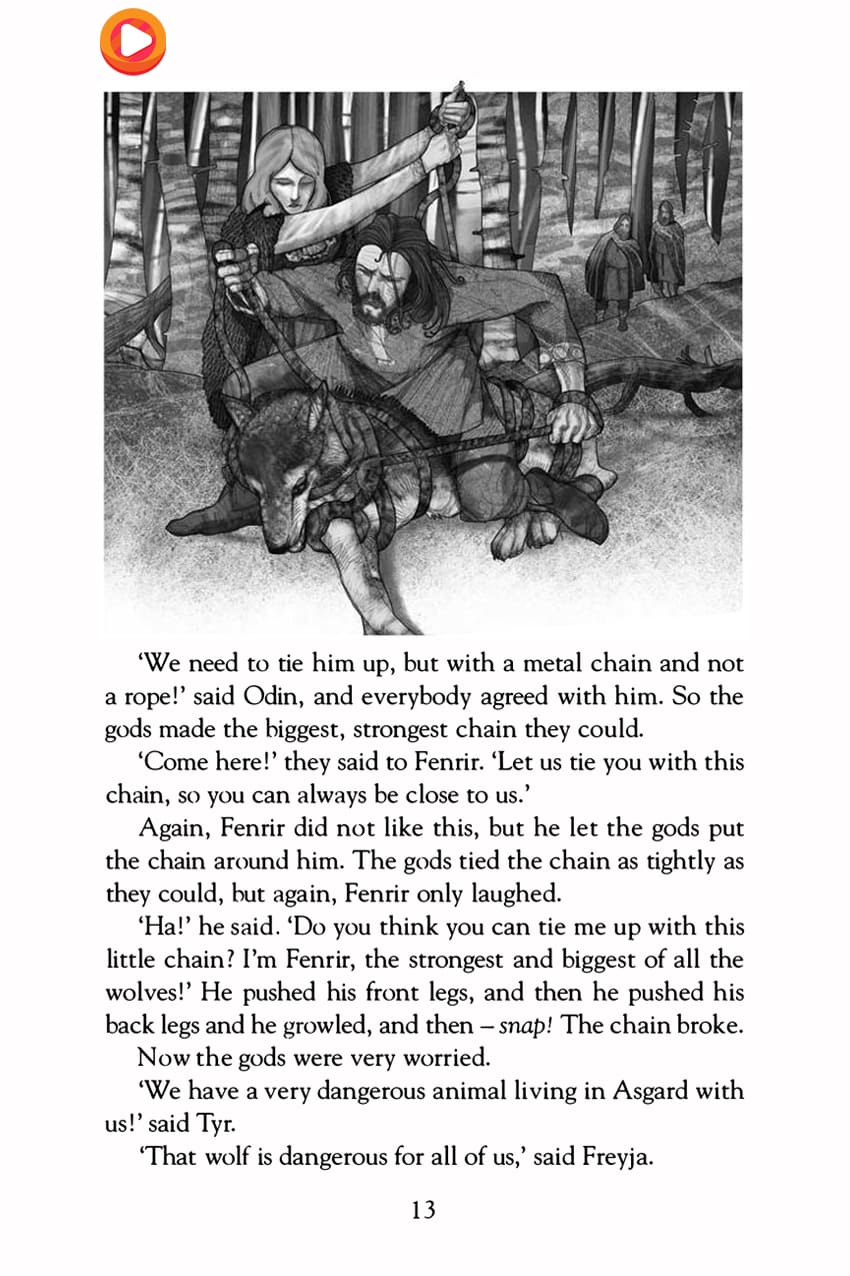 ‘We need to tie him up, but with a metal chain and not
a rope!’ said Odin, and everybody agreed with him. So the
gods made the biggest, strongest chain they could.
‘Come here!’ they said to Fenrir. ‘Let us tie you with this
chain, so you can always be close to us.’
Again, Fenrir did not like this, but he let the gods put
the chain around him. The gods tied the chain as tightly as
they could, but again, Fenrir only laughed.
‘Ha!’ he said. ‘Do you think you can tie me up with this
little chain? I’m Fenrir, the strongest and biggest of all the
wolves!’ He pushed his front legs, and then he pushed his
back legs and he growled, and then – snap! The chain broke.
Now the gods were very worried.
‘We have a very dangerous animal living in Asgard with
us!’ said Tyr.
‘That wolf is dangerous for all of us,’ said Freyja.
13